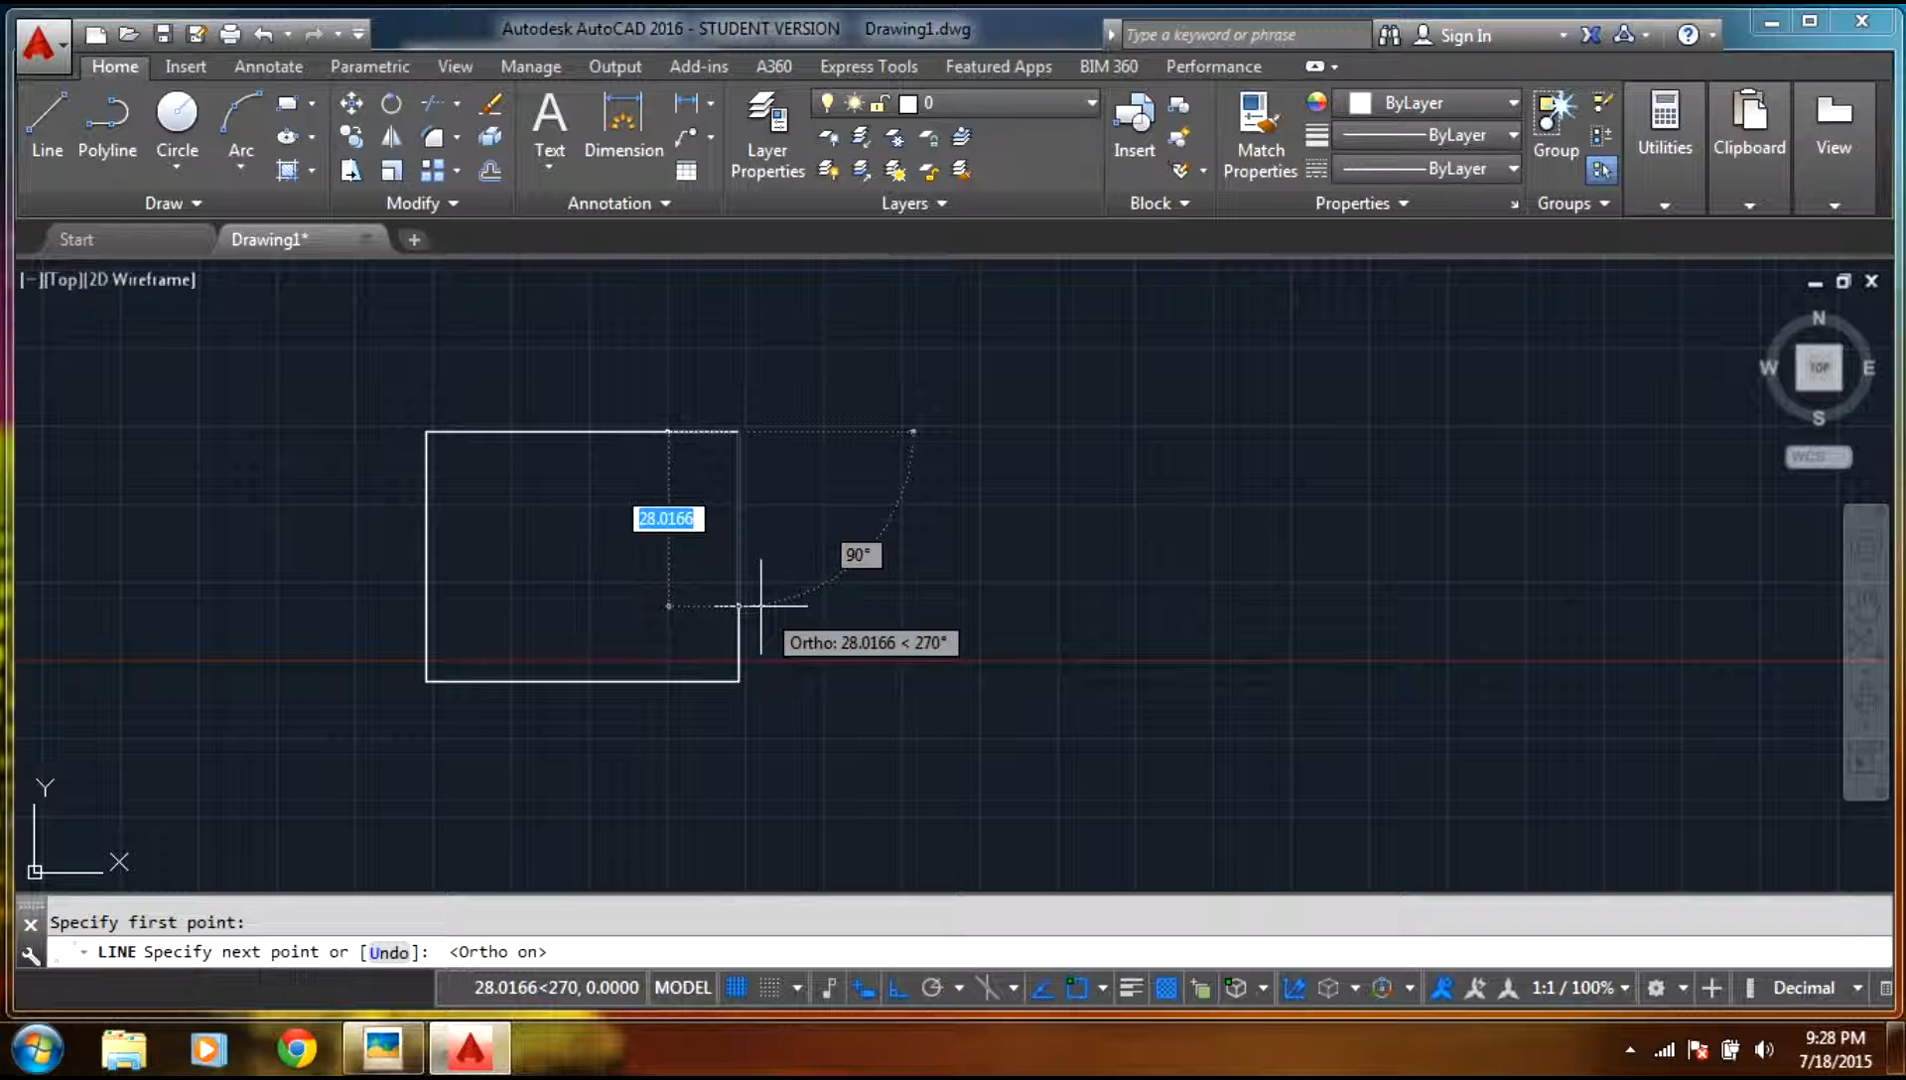 Autodesk AutoCAD 2016 - STUDENT VERSION Drawing1.dwg
Type a keyword or phrase
Sign In
Home Insert Annotate Parametric View Manage Output Add-ins A360 Express Tools Featured Apps BIM 360 Performance
0
ByLayer
ByLayer
ByLayer
Line Polyline Circle Arc
Text Dimension
Layer Properties
Insert
Match Properties
Group Utilities Clipboard View
Draw Modify Annotation Layers Block Properties Groups
Start Drawing1*
[−][Top][2D Wireframe]
N
W TOP E
S
WCS
28.0166
90°
Ortho: 28.0166 < 270°
Y
X
Specify first point:
LINE Specify next point or [Undo]: <Ortho on>
28.0166<270, 0.0000 MODEL 1:1 / 100% Decimal
9:28 PM
7/18/2015